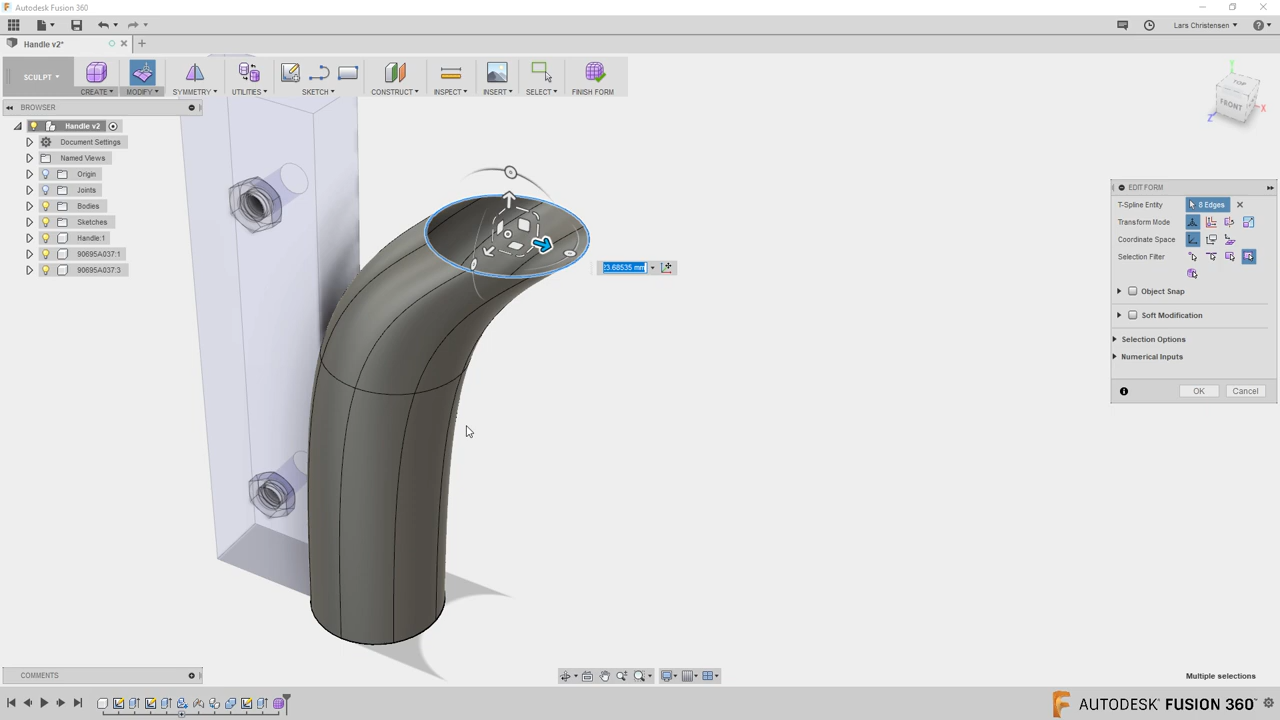 Autodesk Fusion 360
Lars Christensen
Handle v2*
SCULPT
CREATE
MODIFY
SYMMETRY
UTILITIES
SKETCH
CONSTRUCT
INSPECT
INSERT
SELECT
FINISH FORM
BROWSER
Handle v2
Document Settings
Named Views
Origin
Joints
Bodies
Sketches
Handle:1
90695A037:1
90695A037:3
TOP
FRONT
X
Z
EDIT FORM
T-Spline Entity
8 Edges
Transform Mode
Coordinate Space
Selection Filter
Object Snap
Soft Modification
Selection Options
Numerical Inputs
OK
Cancel
23.68535 mm
COMMENTS
Multiple selections
AUTODESK® FUSION 360™